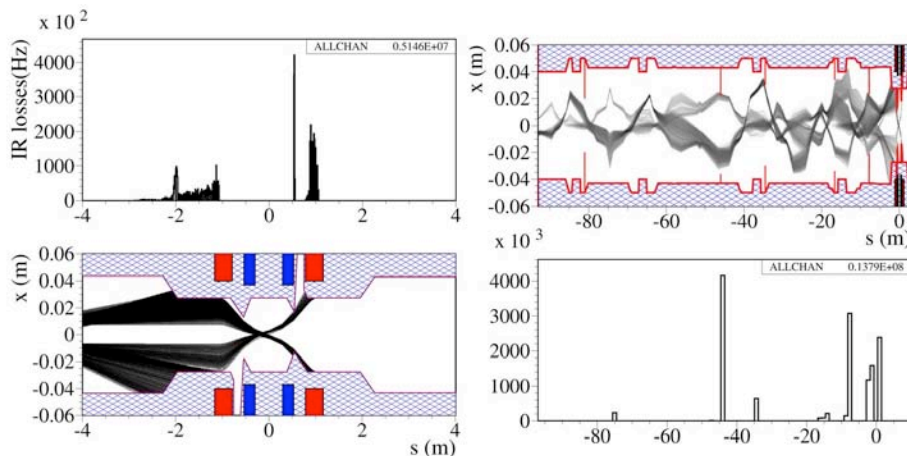 x 10 2
IR losses(Hz)
ALLCHAN 0.5146E+07
4000
3000
2000
1000
0
-4 -2 0 2 4
x (m)
0.06
0.04
0.02
0
-0.02
-0.04
-0.06
-4 -2 0 2 4
s (m)
x (m)
0.06
0.04
0.02
0
-0.02
-0.04
-0.06
-80 -60 -40 -20 0
s (m)
x 10 3
ALLCHAN 0.1379E+08
4000
3000
2000
1000
0
-80 -60 -40 -20 0
s (m)